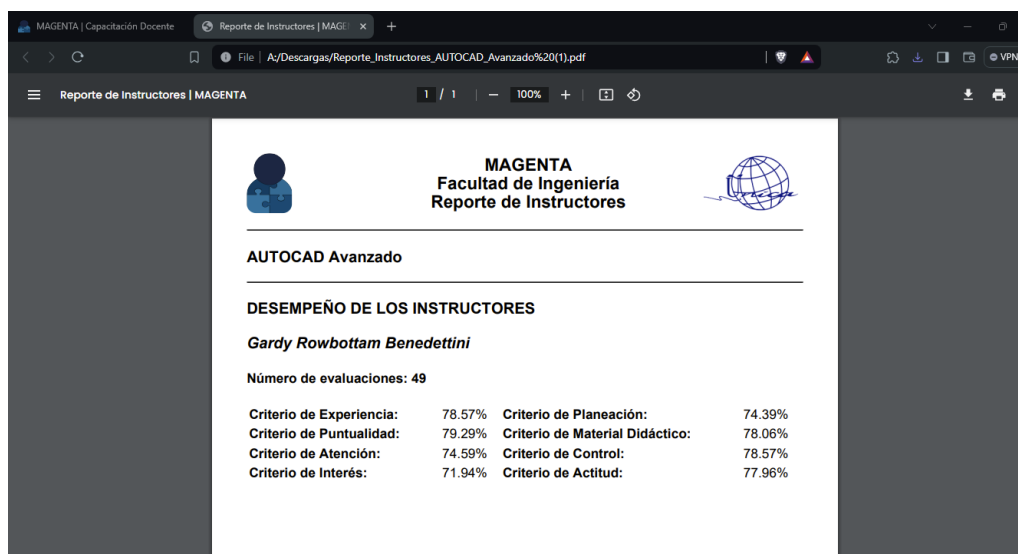 MAGENTA | Capacitación Docente
Reporte de Instructores | MAGE
File | A:/Descargas/Reporte_Instructores_AUTOCAD_Avanzado%20(1).pdf
VPN
Reporte de Instructores | MAGENTA
1 / 1
100%
MAGENTA
Facultad de Ingeniería
Reporte de Instructores
AUTOCAD Avanzado
DESEMPEÑO DE LOS INSTRUCTORES
Gardy Rowbottam Benedettini
Número de evaluaciones: 49
Criterio de Experiencia: 78.57% Criterio de Planeación: 74.39%
Criterio de Puntualidad: 79.29% Criterio de Material Didáctico: 78.06%
Criterio de Atención: 74.59% Criterio de Control: 78.57%
Criterio de Interés: 71.94% Criterio de Actitud: 77.96%